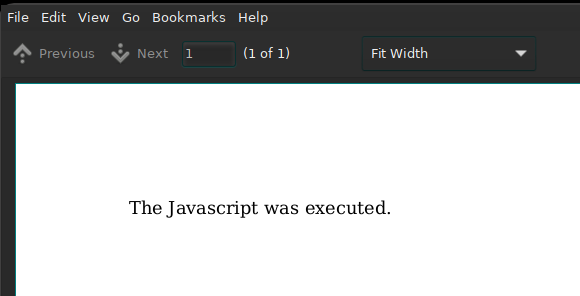 File Edit View Go Bookmarks Help
Previous Next 1 (1 of 1) Fit Width
The Javascript was executed.